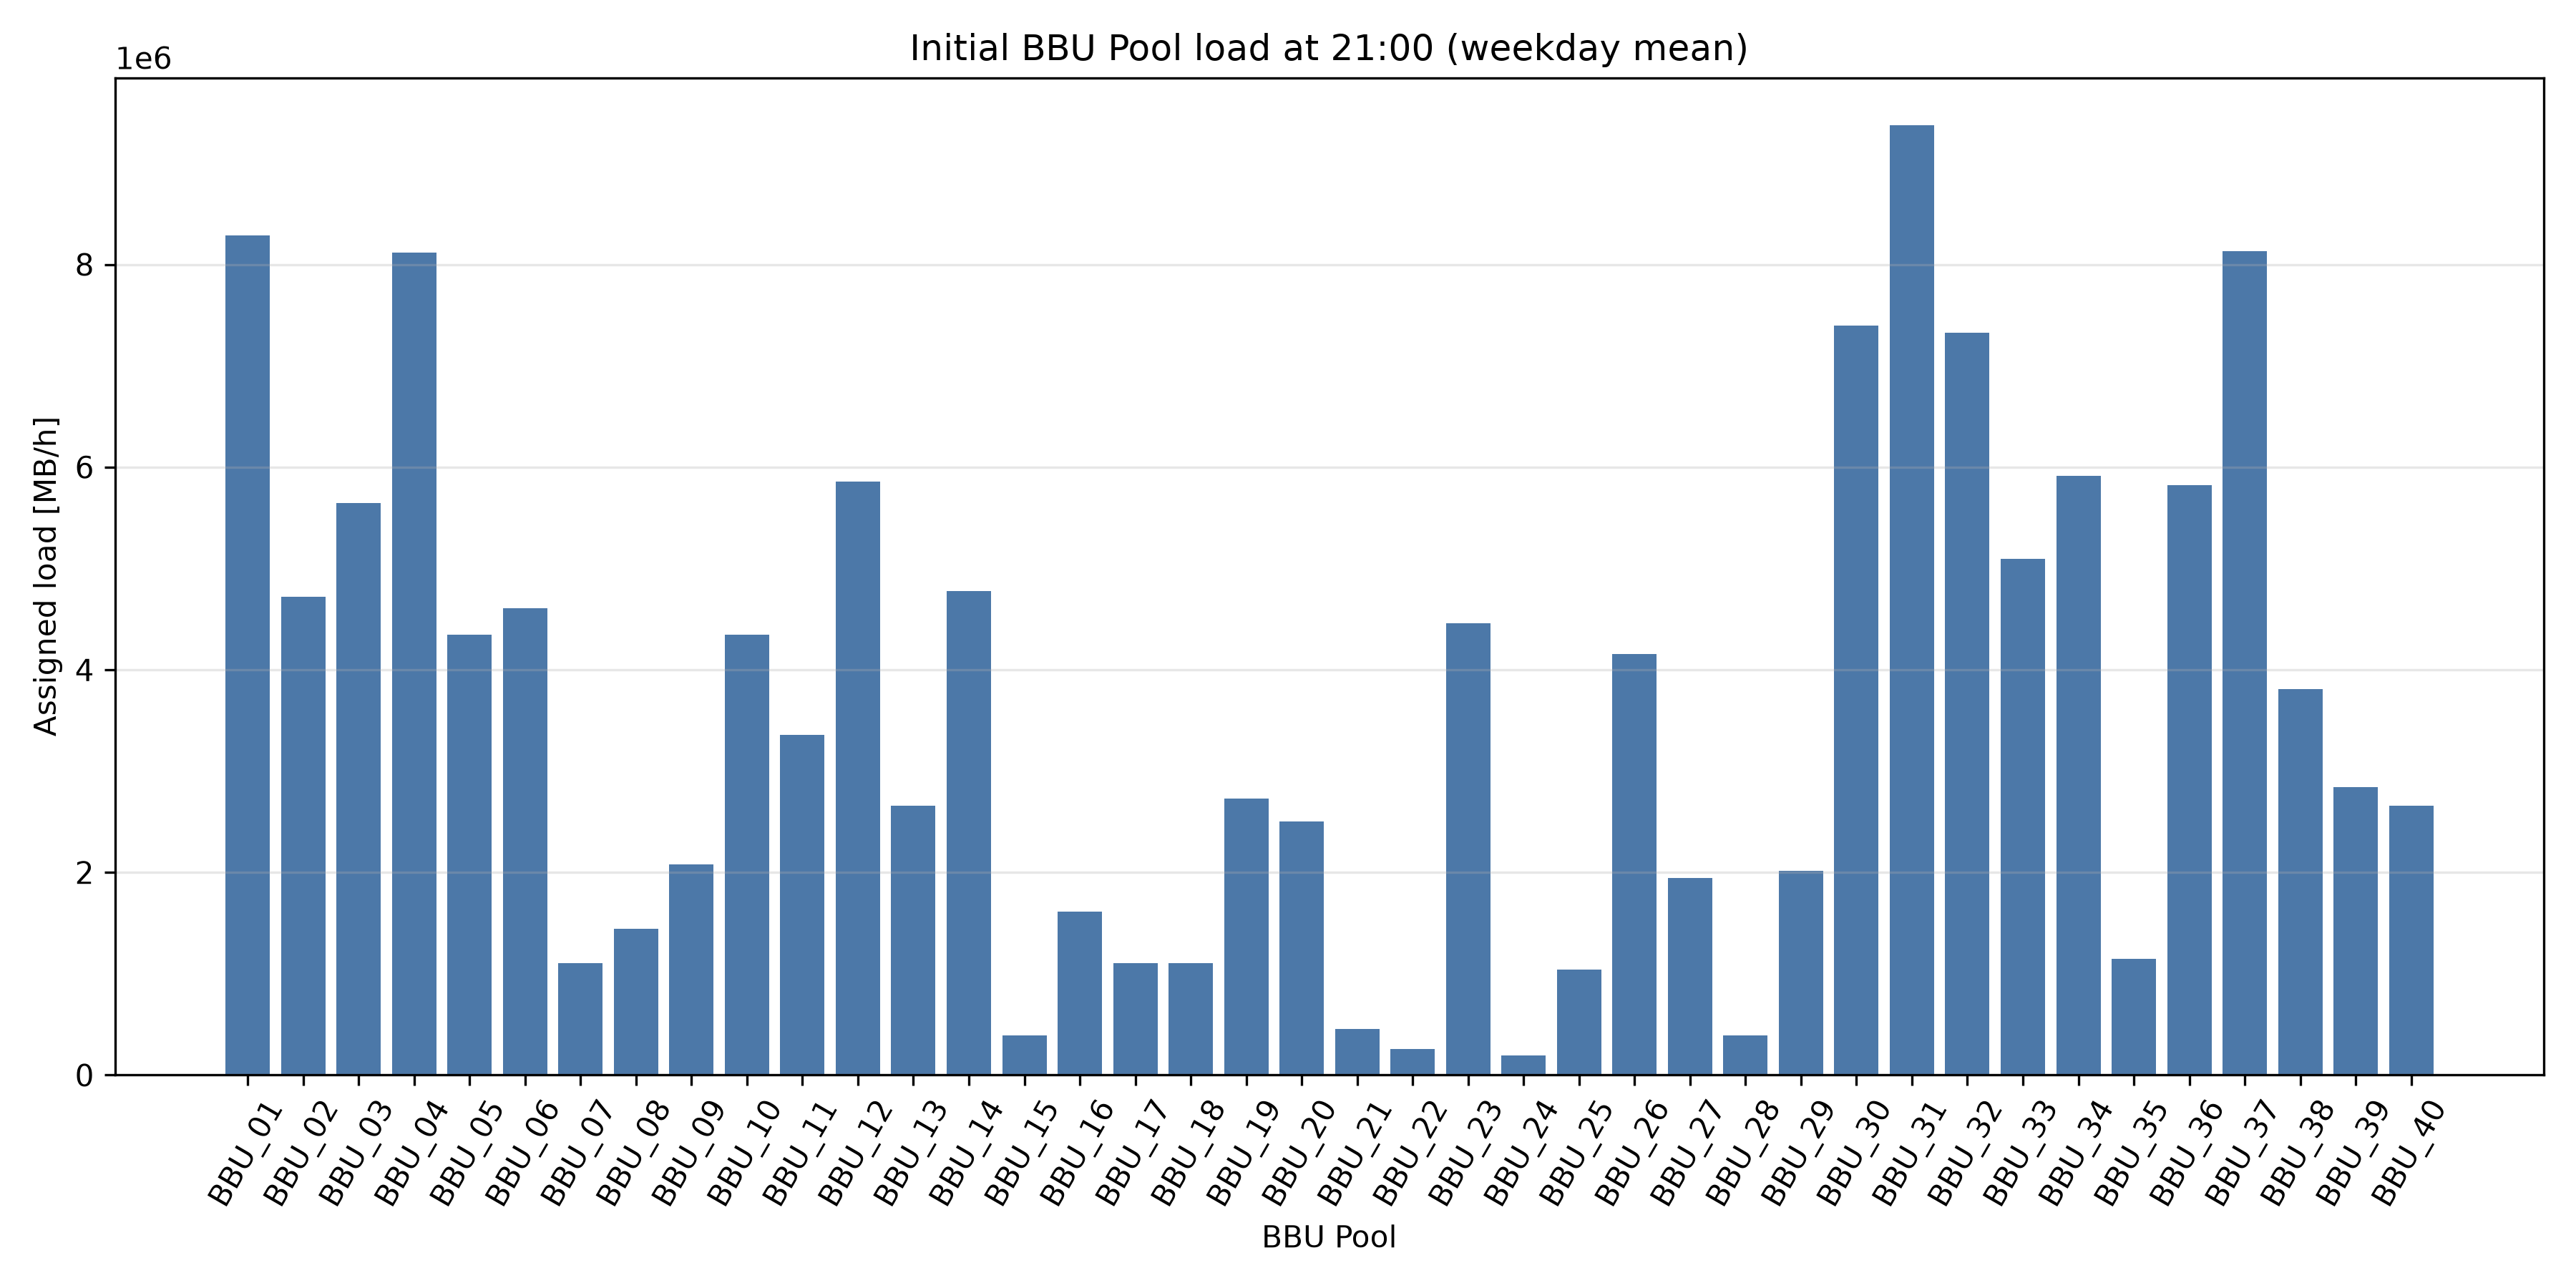 Initial BBU Pool load at 21:00 (weekday mean)
1e6
8
6
4
2
0
Assigned load [MB/h]
BBU_01
BBU_02
BBU_03
BBU_04
BBU_05
BBU_06
BBU_07
BBU_08
BBU_09
BBU_10
BBU_11
BBU_12
BBU_13
BBU_14
BBU_15
BBU_16
BBU_17
BBU_18
BBU_19
BBU_20
BBU_21
BBU_22
BBU_23
BBU_24
BBU_25
BBU_26
BBU_27
BBU_28
BBU_29
BBU_30
BBU_31
BBU_32
BBU_33
BBU_34
BBU_35
BBU_36
BBU_37
BBU_38
BBU_39
BBU_40
BBU Pool